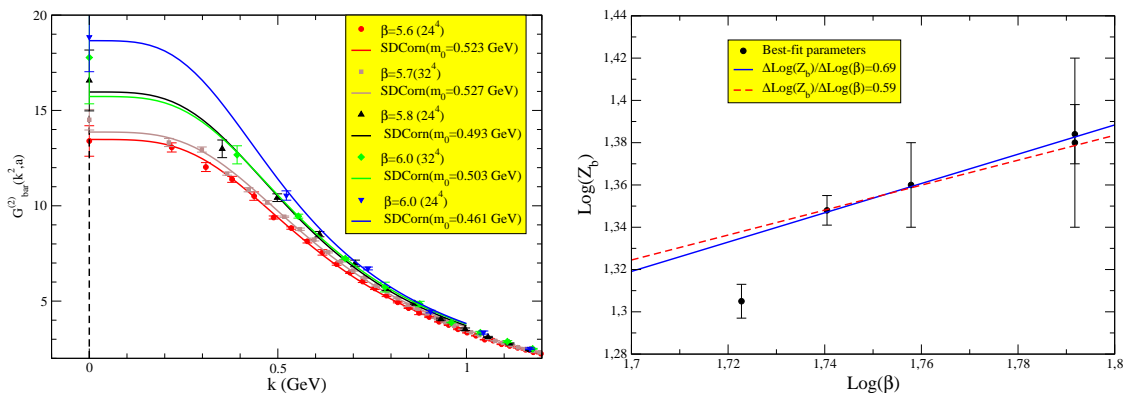 β=5.6 (24⁴)
SDCorn(m₀=0.523 GeV)
β=5.7(32⁴)
SDCorn(m₀=0.527 GeV)
β=5.8 (24⁴)
SDCorn(m₀=0.493 GeV)
β=6.0 (32⁴)
SDCorn(m₀=0.503 GeV)
β=6.0 (24⁴)
SDCorn(m₀=0.461 GeV)
20
15
10
5
G⁽²⁾bar(k²,a)
0
0.5
1
k (GeV)
1,44
1,42
1,4
1,38
1,36
1,34
1,32
1,3
1,28
Log(Z_b)
Best-fit parameters
ΔLog(Z_b)/ΔLog(β)=0.69
ΔLog(Z_b)/ΔLog(β)=0.59
1,7
1,72
1,74
1,76
1,78
1,8
Log(β)